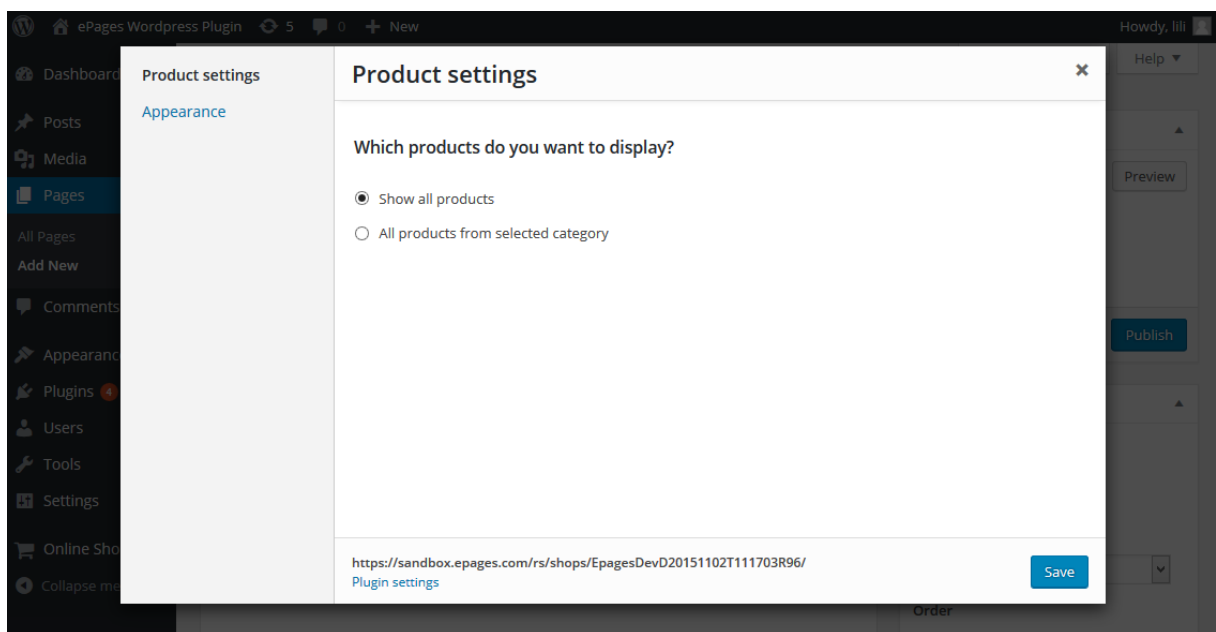 ePages Wordpress Plugin 5 0 + New Howdy, lili
Help
Dashboard
Posts
Media
Pages
All Pages
Add New
Comments
Appearanc
Plugins 4
Users
Tools
Settings
Online Sho
Collapse me
Product settings
Appearance
Product settings
Which products do you want to display?
Show all products
All products from selected category
https://sandbox.epages.com/rs/shops/EpagesDevD20151102T111703R96/
Plugin settings
Save
Preview
Publish
Order